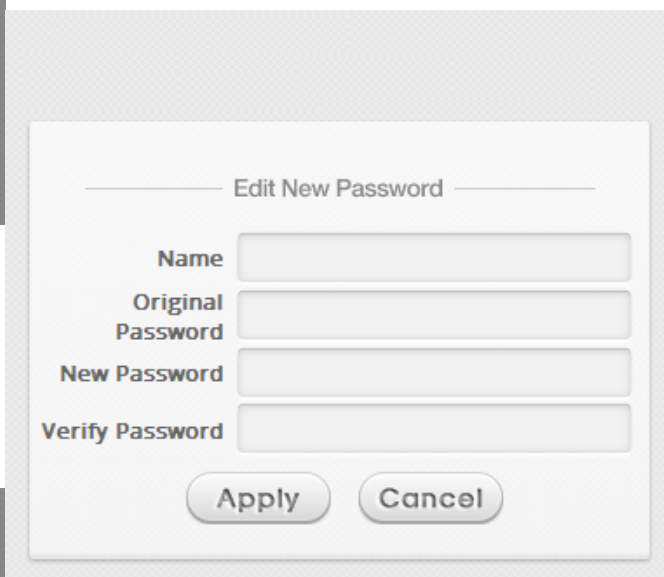 Edit New Password
Name
Original
Password
New Password
Verify Password
Apply
Cancel